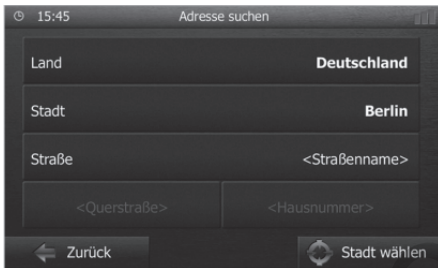 15:45 Adresse suchen
Land Deutschland
Stadt Berlin
Straße <Straßenname>
<Querstraße> <Hausnummer>
Zurück Stadt wählen